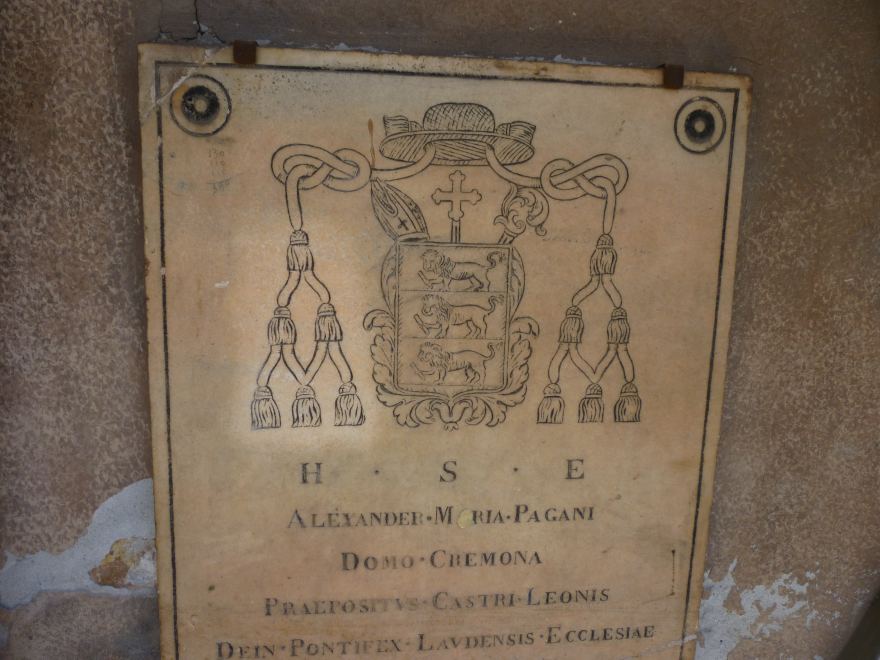 H · S · E
ALEXANDER·MARIA·PAGANI
DOMO·CREMONA
PRAEPOSITVS·CASTRI·LEONIS
DEIN·PONTIFEX·LAVDENSIS·ECCLESIAE